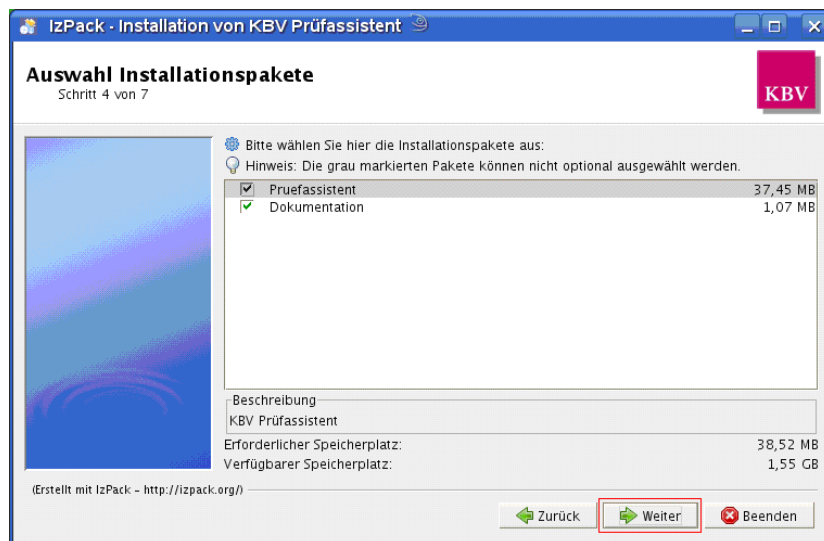 IzPack - Installation von KBV Prüfassistent
Auswahl Installationspakete
Schritt 4 von 7
KBV
Bitte wählen Sie hier die Installationspakete aus:
Hinweis: Die grau markierten Pakete können nicht optional ausgewählt werden.
Pruefassistent 37,45 MB
Dokumentation 1,07 MB
Beschreibung
KBV Prüfassistent
Erforderlicher Speicherplatz: 38,52 MB
Verfügbarer Speicherplatz: 1,55 GB
(Erstellt mit IzPack - http://izpack.org/)
Zurück Weiter Beenden